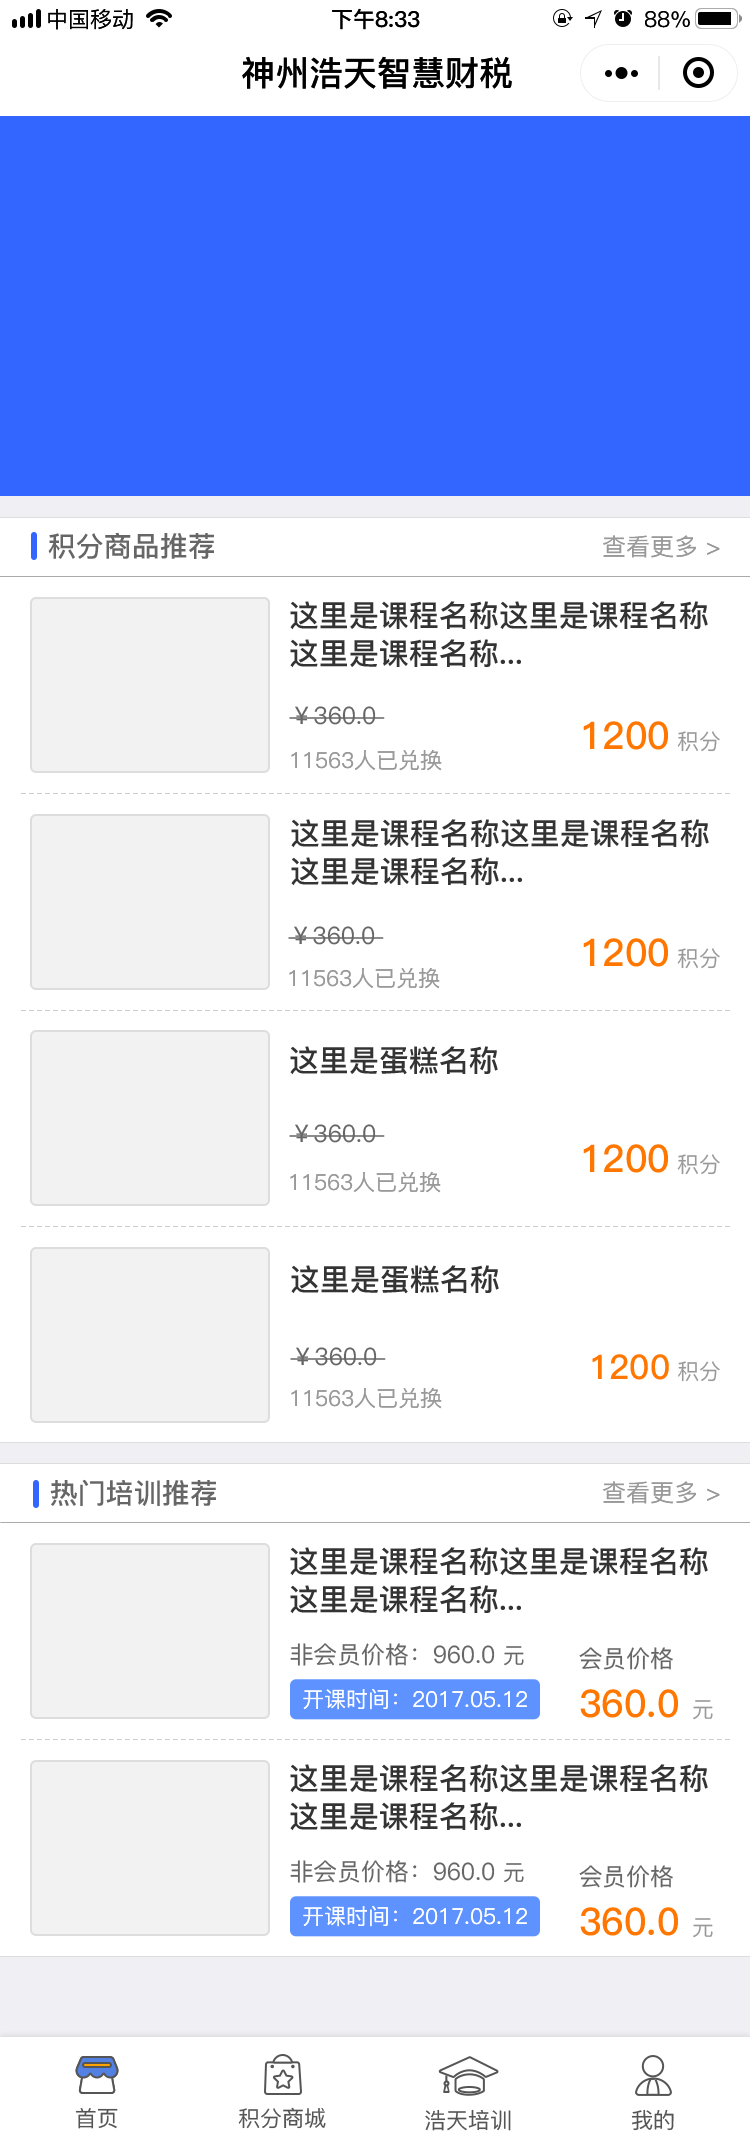 中国移动 下午8:33 88%
神州浩天智慧财税
积分商品推荐 查看更多 >
这里是课程名称这里是课程名称
这里是课程名称...
¥360.0
1200 积分
11563人已兑换
这里是课程名称这里是课程名称
这里是课程名称...
¥360.0
1200 积分
11563人已兑换
这里是蛋糕名称
¥360.0
1200 积分
11563人已兑换
这里是蛋糕名称
¥360.0
1200 积分
11563人已兑换
热门培训推荐 查看更多 >
这里是课程名称这里是课程名称
这里是课程名称...
非会员价格：960.0 元 会员价格
开课时间：2017.05.12 360.0 元
这里是课程名称这里是课程名称
这里是课程名称...
非会员价格：960.0 元 会员价格
开课时间：2017.05.12 360.0 元
首页 积分商城 浩天培训 我的